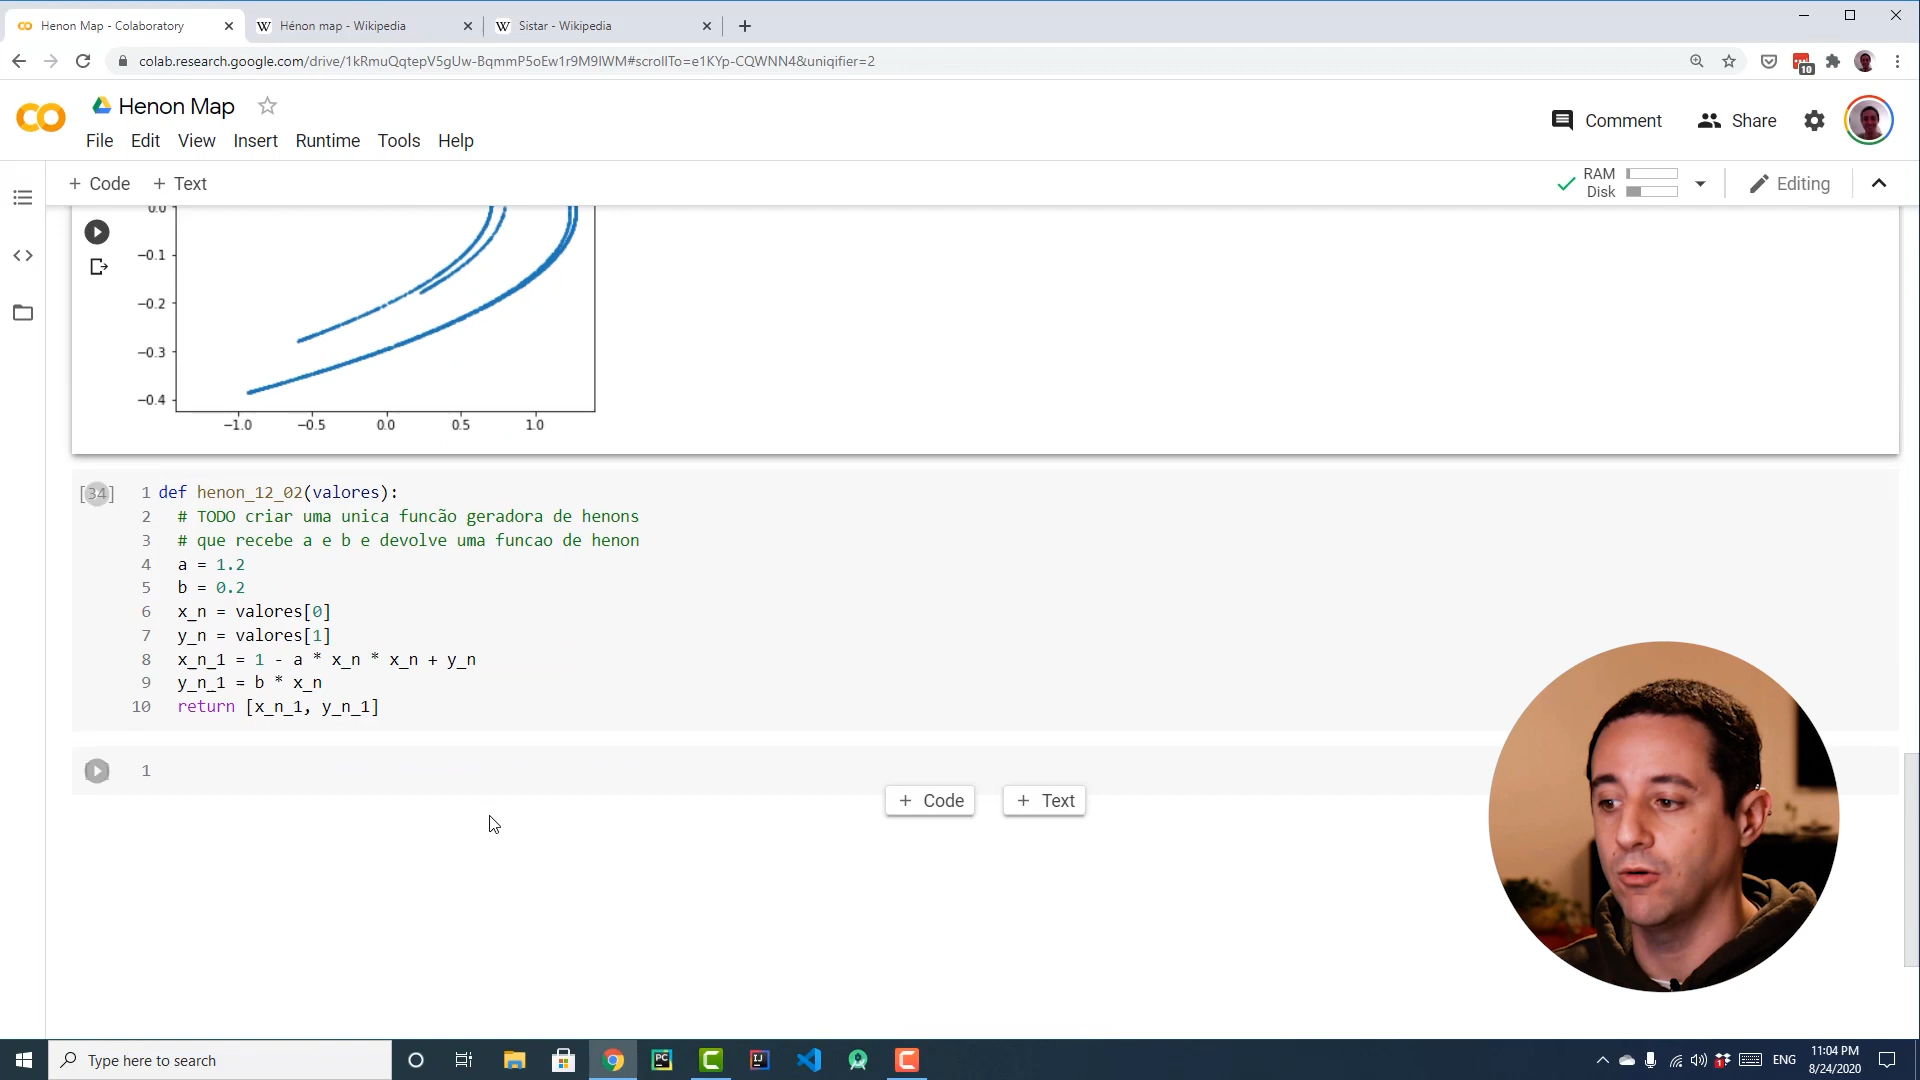 Henon Map - Colaboratory
Hénon map - Wikipedia
Sistar - Wikipedia
colab.research.google.com/drive/1kRmuQqtepV5gUw-BqmmP5oEw1r9M9IWM#scrollTo=e1KYp-CQWNN4&uniqifier=2
10
Henon Map
File Edit View Insert Runtime Tools Help
Comment
Share
+ Code + Text
RAM
Disk
Editing
0.0
−0.1
−0.2
−0.3
−0.4
−1.0 −0.5 0.0 0.5 1.0
[34]
1 def henon_12_02(valores):
2 # TODO criar uma unica funcão geradora de henons
3 # que recebe a e b e devolve uma funcao de henon
4 a = 1.2
5 b = 0.2
6 x_n = valores[0]
7 y_n = valores[1]
8 x_n_1 = 1 - a * x_n * x_n + y_n
9 y_n_1 = b * x_n
10 return [x_n_1, y_n_1]
1
+ Code + Text
Type here to search
PC
IJ
1
ENG
11:04 PM
8/24/2020